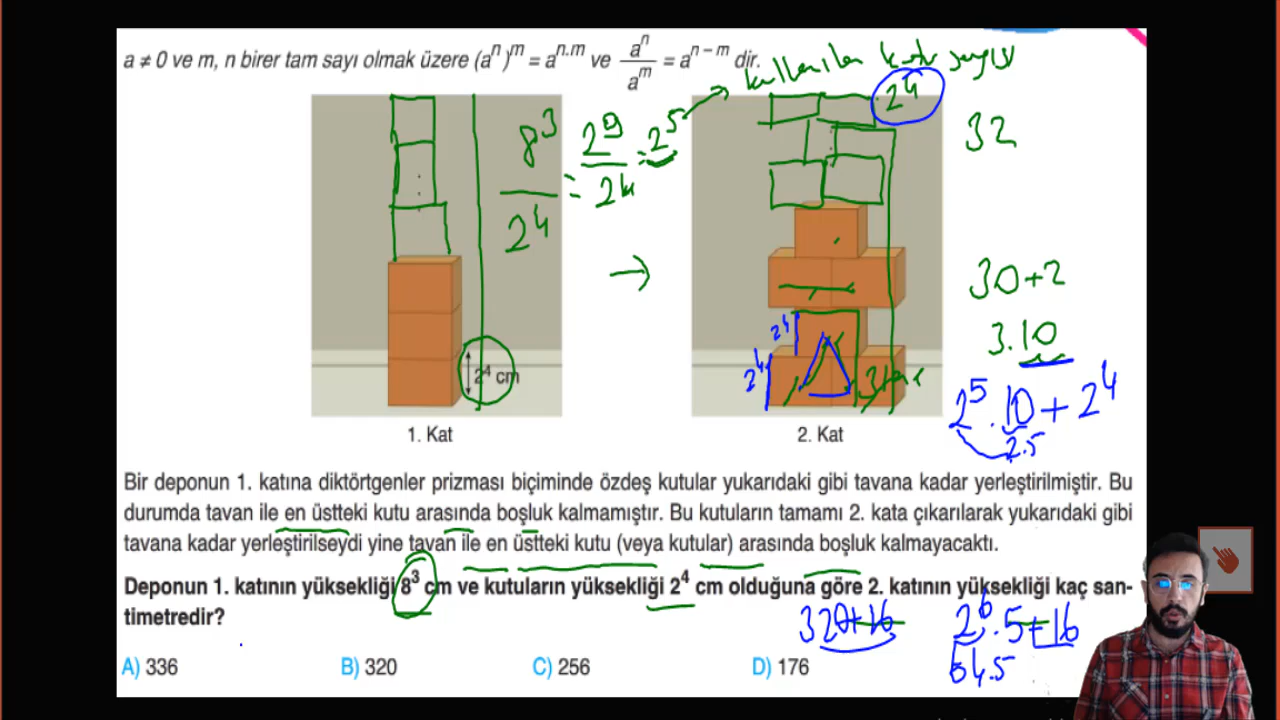 a ≠ 0 ve m, n birer tam sayı olmak üzere (aⁿ)ᵐ = aⁿ·ᵐ ve aⁿ/aᵐ = aⁿ⁻ᵐ dir.
kullanılan kutu sayısı
2⁴
8³/2⁴ = 2⁹/2⁴ = 2⁵
32
30+2
3.10
2⁴
2⁴
2⁴ cm
2⁵.10+2⁴
2.5
1. Kat
2. Kat
Bir deponun 1. katına diktörtgenler prizması biçiminde özdeş kutular yukarıdaki gibi tavana kadar yerleştirilmiştir. Bu
durumda tavan ile en üstteki kutu arasında boşluk kalmamıştır. Bu kutuların tamamı 2. kata çıkarılarak yukarıdaki gibi
tavana kadar yerleştirilseydi yine tavan ile en üstteki kutu (veya kutular) arasında boşluk kalmayacaktı.
Deponun 1. katının yüksekliği 8³ cm ve kutuların yüksekliği 2⁴ cm olduğuna göre 2. katının yüksekliği kaç san-
timetredir?
320+16
2⁶.5+16
64.5
A) 336
B) 320
C) 256
D) 176